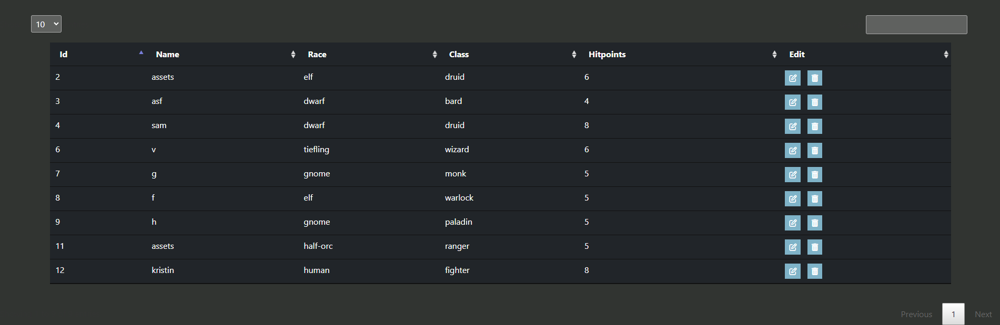 10
Id Name Race Class Hitpoints Edit
2 assets elf druid 6
3 asf dwarf bard 4
4 sam dwarf druid 8
6 v tiefling wizard 6
7 g gnome monk 5
8 f elf warlock 5
9 h gnome paladin 5
11 assets half-orc ranger 5
12 kristin human fighter 8
Previous 1 Next